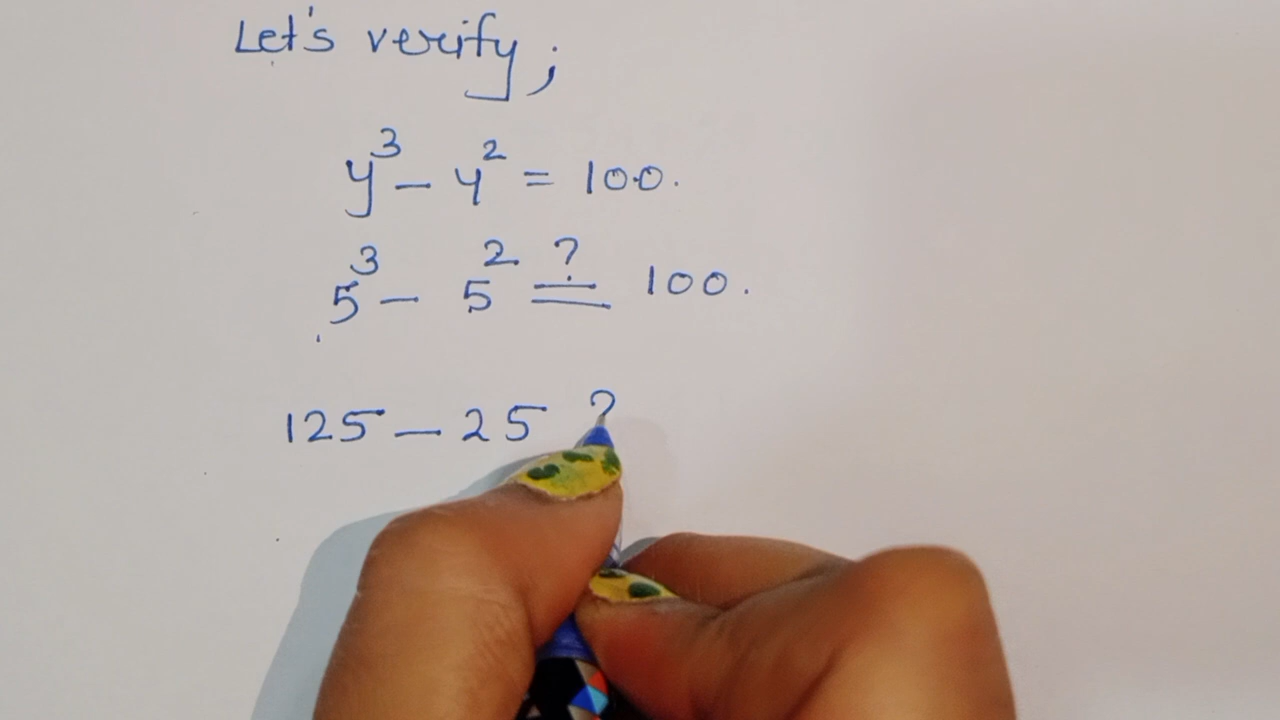 Let's verify;
y³ - y² = 100.
5³ - 5² ≟ 100.
125 - 25 ?